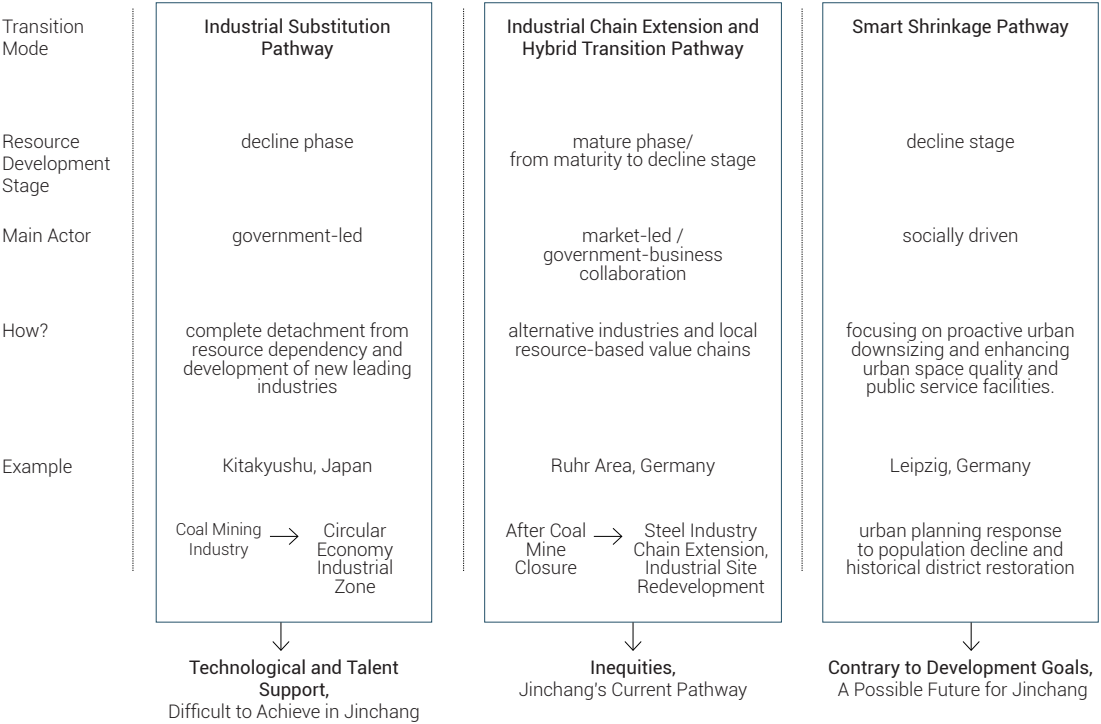 Transition
Mode
Industrial Substitution
Pathway
Industrial Chain Extension and
Hybrid Transition Pathway
Smart Shrinkage Pathway
Resource
Development
Stage
decline phase
mature phase/
from maturity to decline stage
decline stage
Main Actor
government-led
market-led /
government-business
collaboration
socially driven
How?
complete detachment from
resource dependency and
development of new leading
industries
alternative industries and local
resource-based value chains
focusing on proactive urban
downsizing and enhancing
urban space quality and
public service facilities.
Example
Kitakyushu, Japan
Ruhr Area, Germany
Leipzig, Germany
Coal Mining
Industry
Circular
Economy
Industrial
Zone
After Coal
Mine
Closure
Steel Industry
Chain Extension,
Industrial Site
Redevelopment
urban planning response
to population decline and
historical district restoration
Technological and Talent
Support,
Difficult to Achieve in Jinchang
Inequities,
Jinchang's Current Pathway
Contrary to Development Goals,
A Possible Future for Jinchang